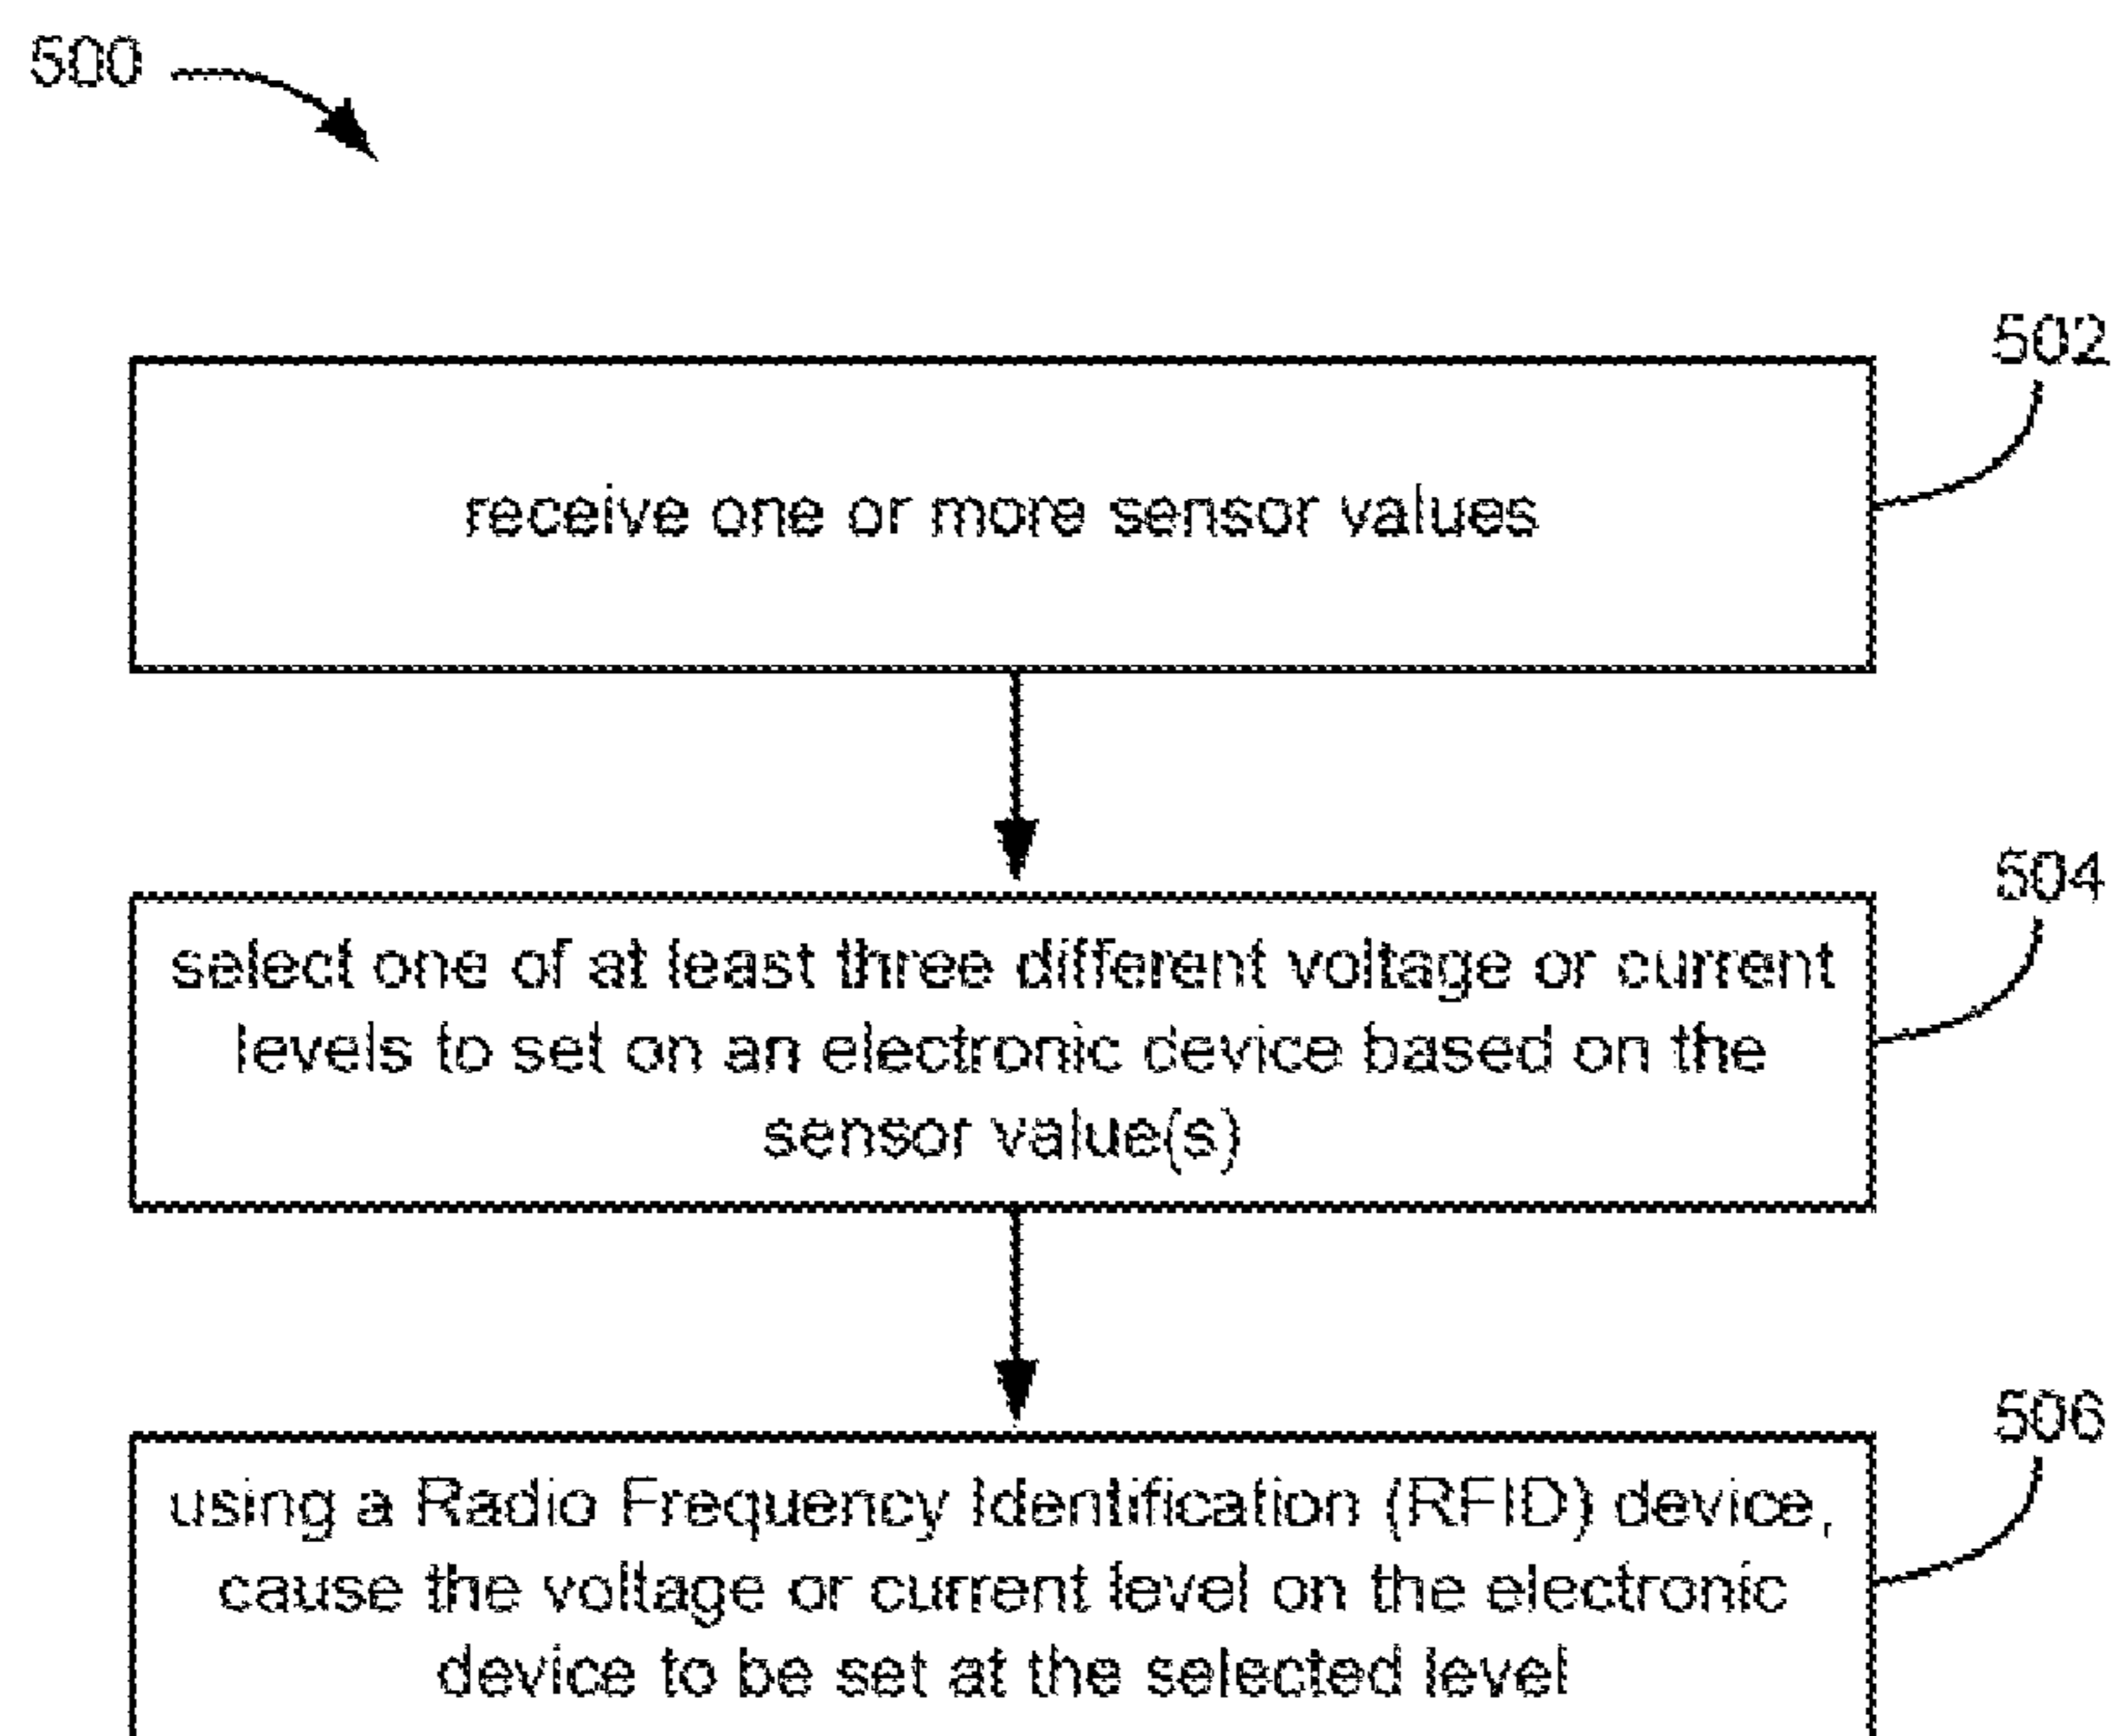 500
502
receive one or more sensor values
504
select one of at least three different voltage or current
levels to set on an electronic device based on the
sensor value(s)
506
using a Radio Frequency Identification (RFID) device,
cause the voltage or current level on the electronic
device to be set at the selected level